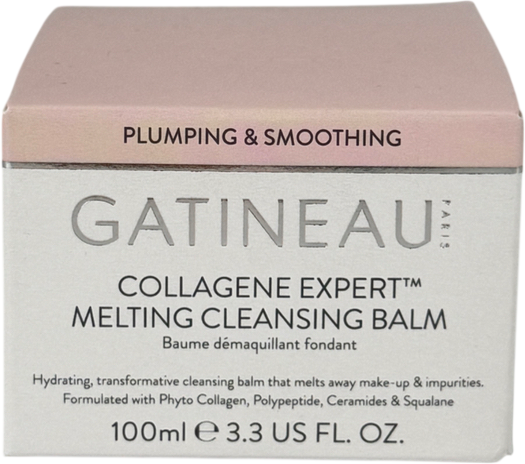 PLUMPING & SMOOTHING
GATINEAU PARIS
COLLAGENE EXPERT™
MELTING CLEANSING BALM
Baume démaquillant fondant
Hydrating, transformative cleansing balm that melts away make-up & impurities.
Formulated with Phyto Collagen, Polypeptide, Ceramides & Squalane
100ml ℮ 3.3 US FL. OZ.